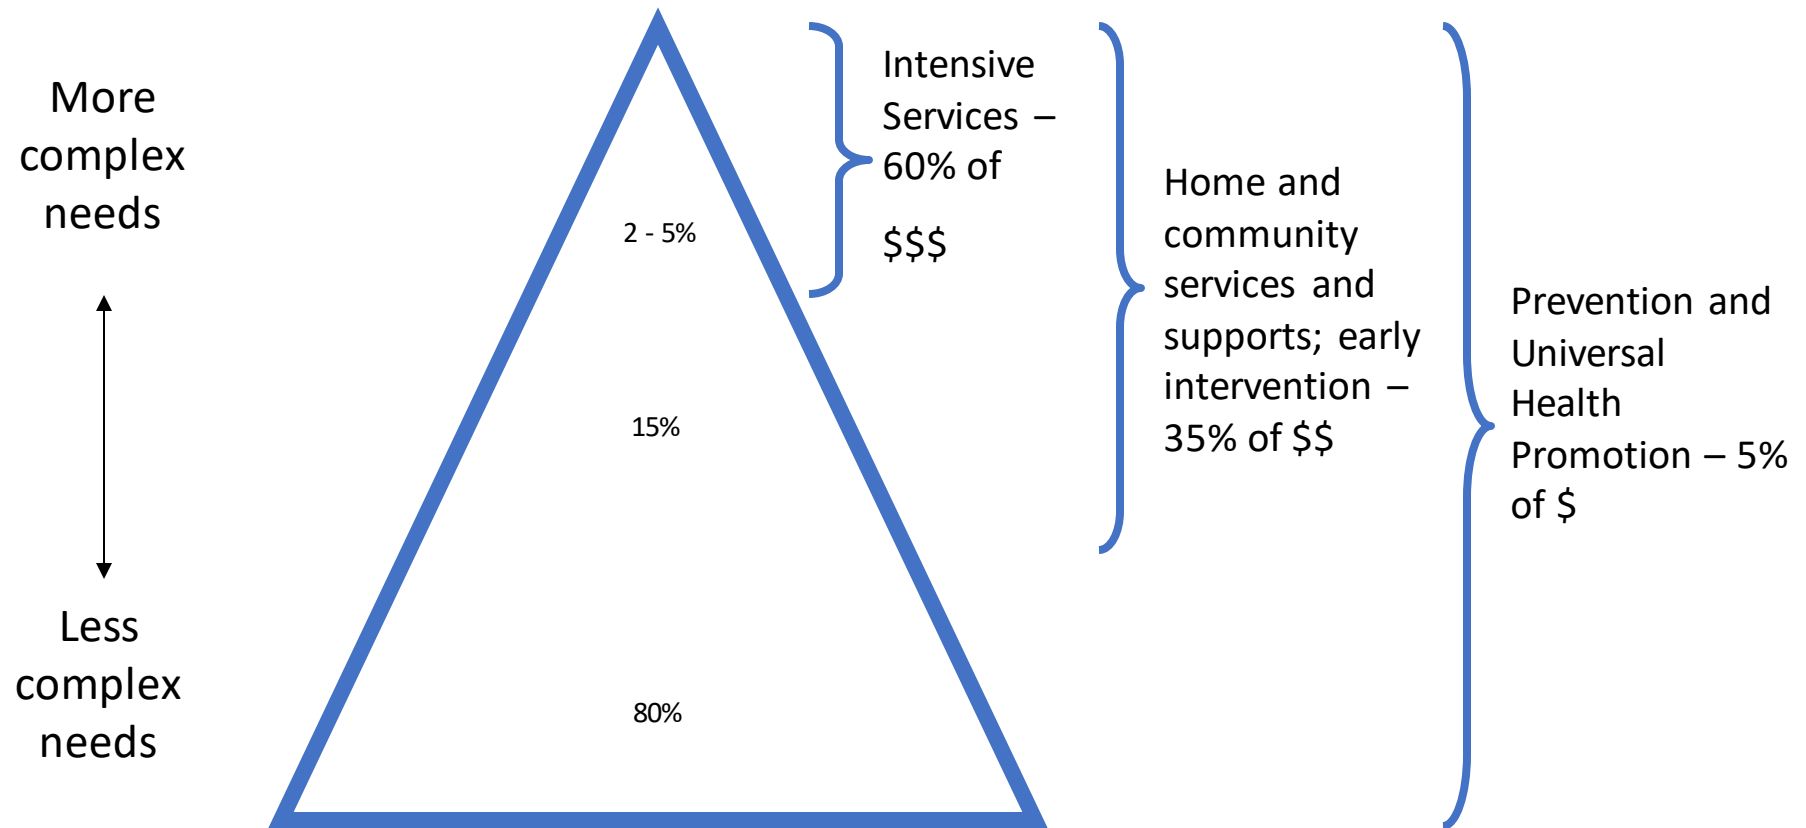 More
complex
needs
Less
complex
needs
2 - 5%
15%
80%
Intensive
Services –
60% of
$$$
Home and
community
services and
supports; early
intervention –
35% of $$
Prevention and
Universal
Health
Promotion – 5%
of $